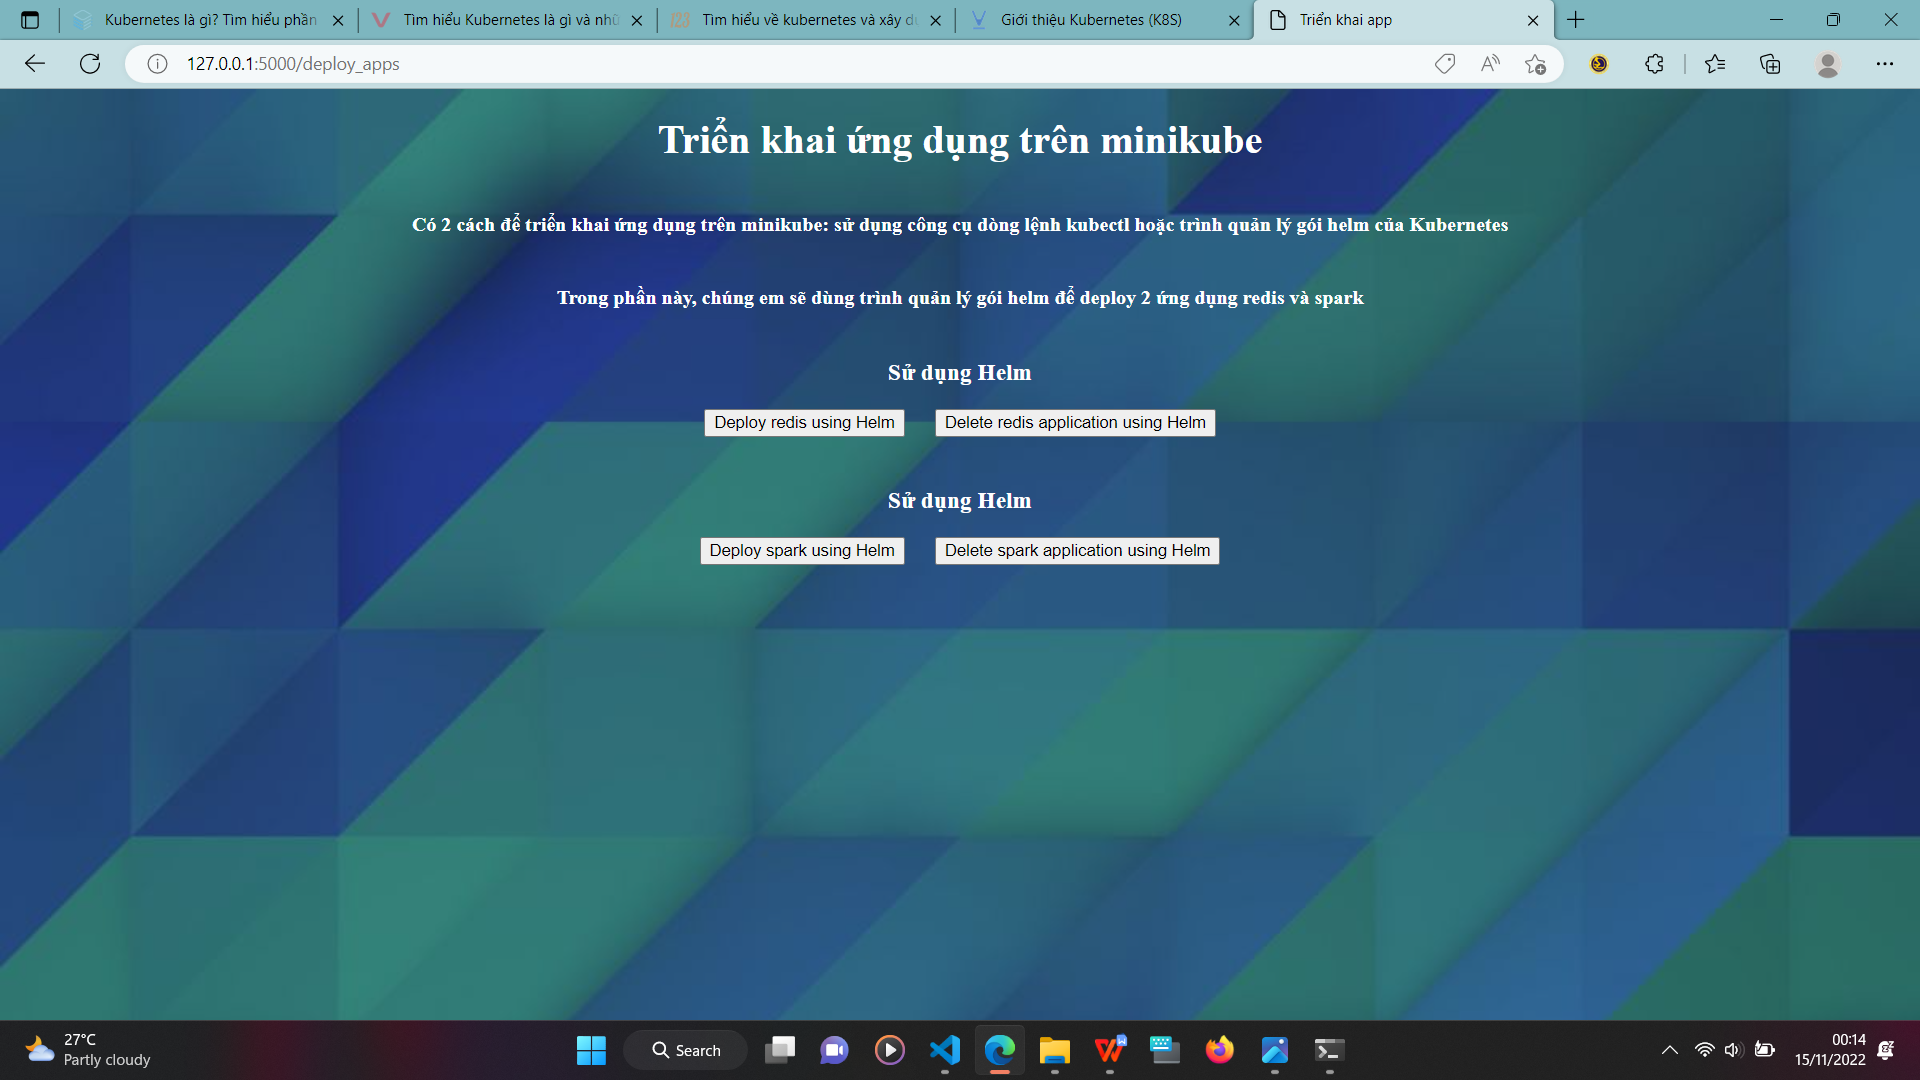 Kubernetes là gì? Tìm hiểu phần
Tìm hiểu Kubernetes là gì và nhữ
Tìm hiểu về kubernetes và xây dụ
Giới thiệu Kubernetes (K8S)
Triển khai app
127.0.0.1:5000/deploy_apps
Triển khai ứng dụng trên minikube
Có 2 cách để triển khai ứng dụng trên minikube: sử dụng công cụ dòng lệnh kubectl hoặc trình quản lý gói helm của Kubernetes
Trong phần này, chúng em sẽ dùng trình quản lý gói helm để deploy 2 ứng dụng redis và spark
Sử dụng Helm
Deploy redis using Helm
Delete redis application using Helm
Sử dụng Helm
Deploy spark using Helm
Delete spark application using Helm
27°C
Partly cloudy
Search
00:14
15/11/2022